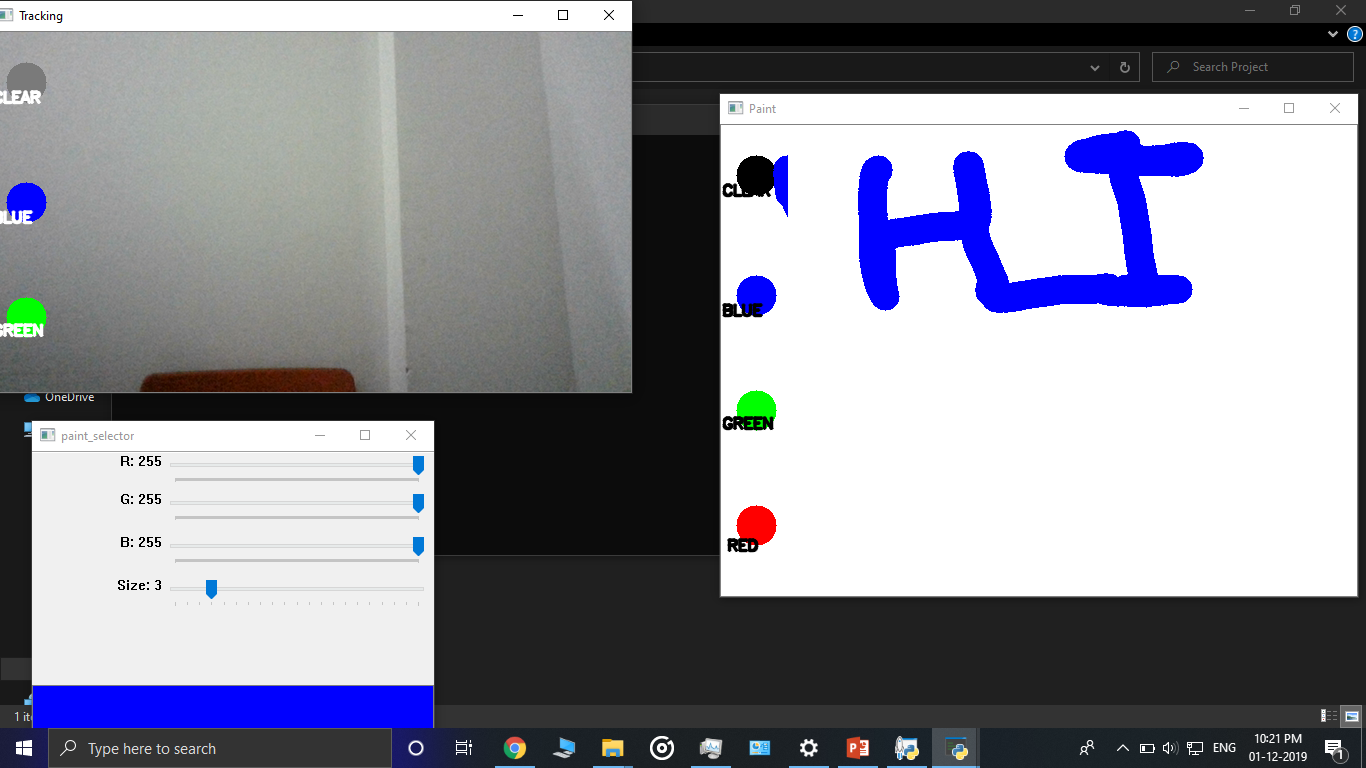 Tracking
CLEAR
BLUE
GREEN
OneDrive
paint_selector
R: 255
G: 255
B: 255
Size: 3
Search Project
Paint
CLEAR
BLUE
GREEN
RED
HI
Type here to search
ENG
10:21 PM
01-12-2019
1